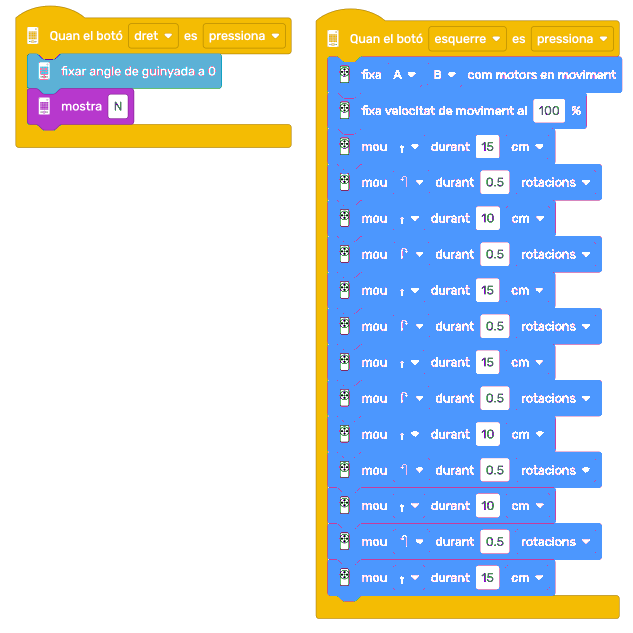 Quan el botó dret es pressiona
fixar angle de guinyada a 0
mostra N
Quan el botó esquerre es pressiona
fixa A B com motors en moviment
fixa velocitat de moviment al 100 %
mou durant 15 cm
mou durant 0.5 rotacions
mou durant 10 cm
mou durant 0.5 rotacions
mou durant 15 cm
mou durant 0.5 rotacions
mou durant 15 cm
mou durant 0.5 rotacions
mou durant 10 cm
mou durant 0.5 rotacions
mou durant 10 cm
mou durant 0.5 rotacions
mou durant 15 cm